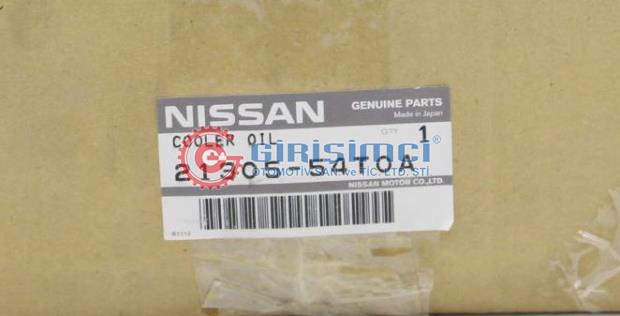 NISSAN
GENUINE PARTS
Made in Japan
COOLER OIL-
QTY 1
GIRIŞIMCI
OTOMOTİV SAN. ve TİC. LTD. ŞTİ
21305-54T0A
NISSAN MOTOR CO.,LTD.